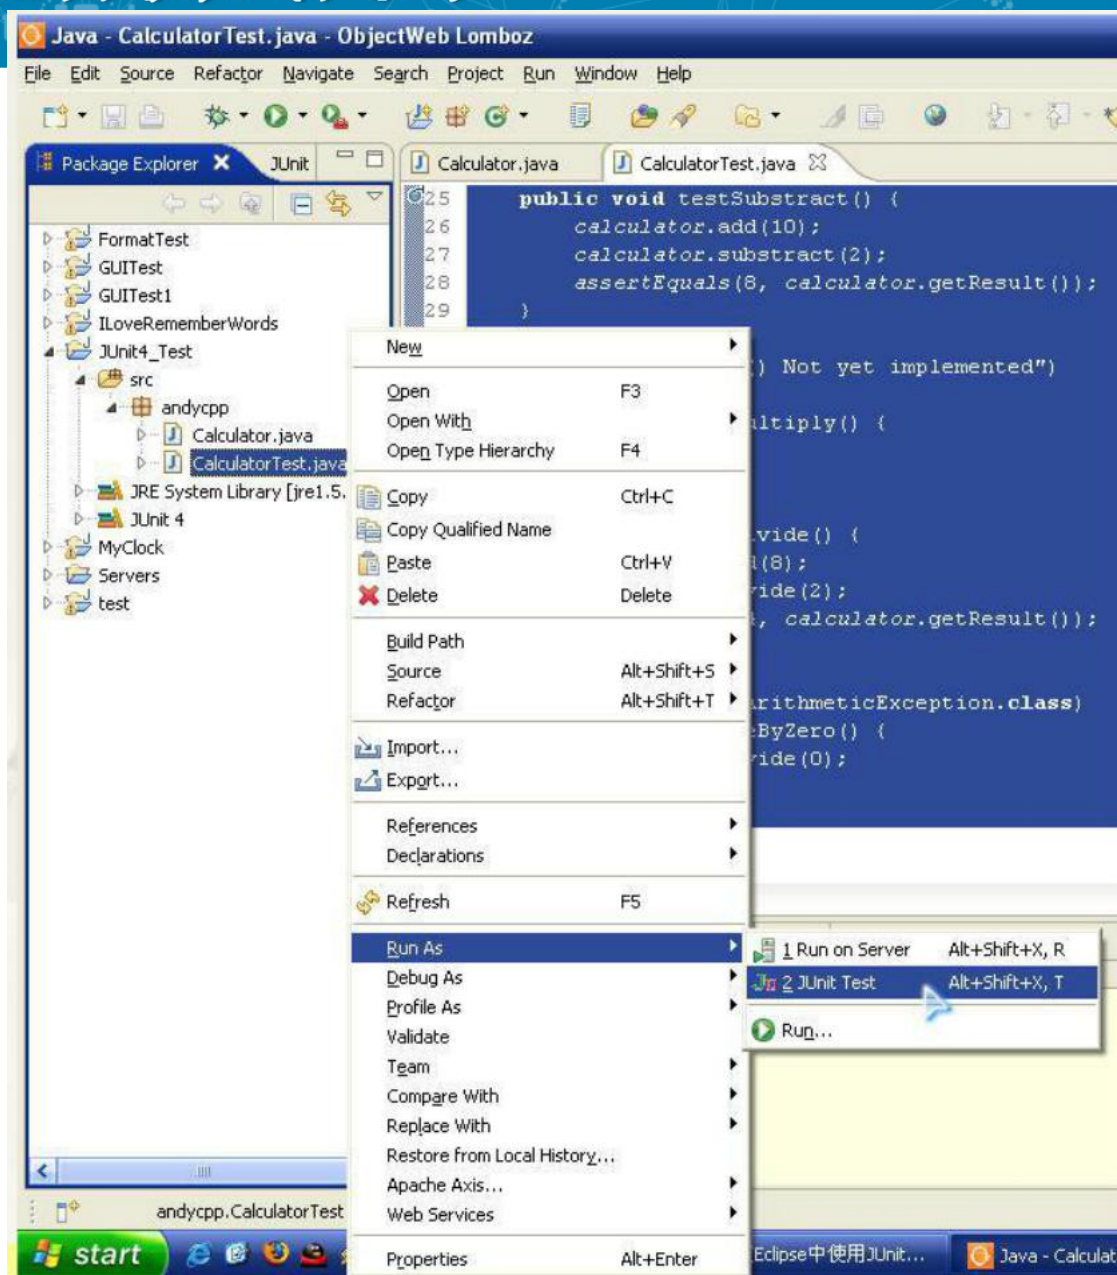 Java - CalculatorTest.java - ObjectWeb Lomboz
File Edit Source Refactor Navigate Search Project Run Window Help
Package Explorer JUnit
Calculator.java CalculatorTest.java
FormatTest
GUITest
GUITest1
ILoveRememberWords
JUnit4_Test
src
andycpp
Calculator.java
CalculatorTest.java
JRE System Library [jre1.5.
JUnit 4
MyClock
Servers
test
25 public void testSubstract() {
26 calculator.add(10);
27 calculator.substract(2);
28 assertEquals(8, calculator.getResult());
29 }
) Not yet implemented")
ltiply() {
vide() {
(8);
ide(2);
, calculator.getResult());
rithmeticException.class)
ByZero() {
ide(0);
New
Open F3
Open With
Open Type Hierarchy F4
Copy Ctrl+C
Copy Qualified Name
Paste Ctrl+V
Delete Delete
Build Path
Source Alt+Shift+S
Refactor Alt+Shift+T
Import...
Export...
References
Declarations
Refresh F5
Run As
Debug As
Profile As
Validate
Team
Compare With
Replace With
Restore from Local History...
Apache Axis...
Web Services
Properties Alt+Enter
1 Run on Server Alt+Shift+X, R
2 JUnit Test Alt+Shift+X, T
Run...
andycpp.CalculatorTest
start
Eclipse中使用JUnit...
Java - Calculat